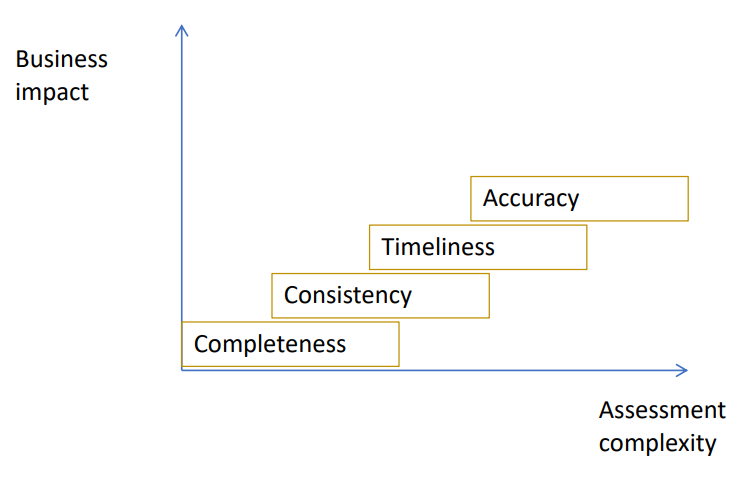 Business
impact
Accuracy
Timeliness
Consistency
Completeness
Assessment
complexity